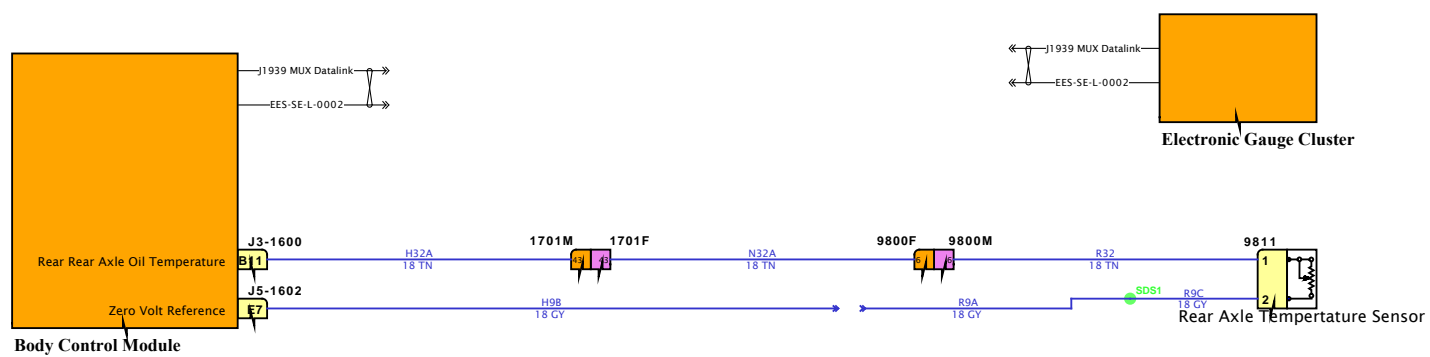 J1939 MUX Datalink
EES-SE-L-0002
J1939 MUX Datalink
EES-SE-L-0002
Electronic Gauge Cluster
J3-1600
1701M 1701F
9800F 9800M
9811
Rear Rear Axle Oil Temperature
H32A
18 TN
43
43
N32A
18 TN
6
6
R32
18 TN
1
J5-1602
Zero Volt Reference
E7
H9B
18 GY
R9A
18 GY
SDS1
R9C
18 GY
2
Rear Axle Tempertature Sensor
Body Control Module